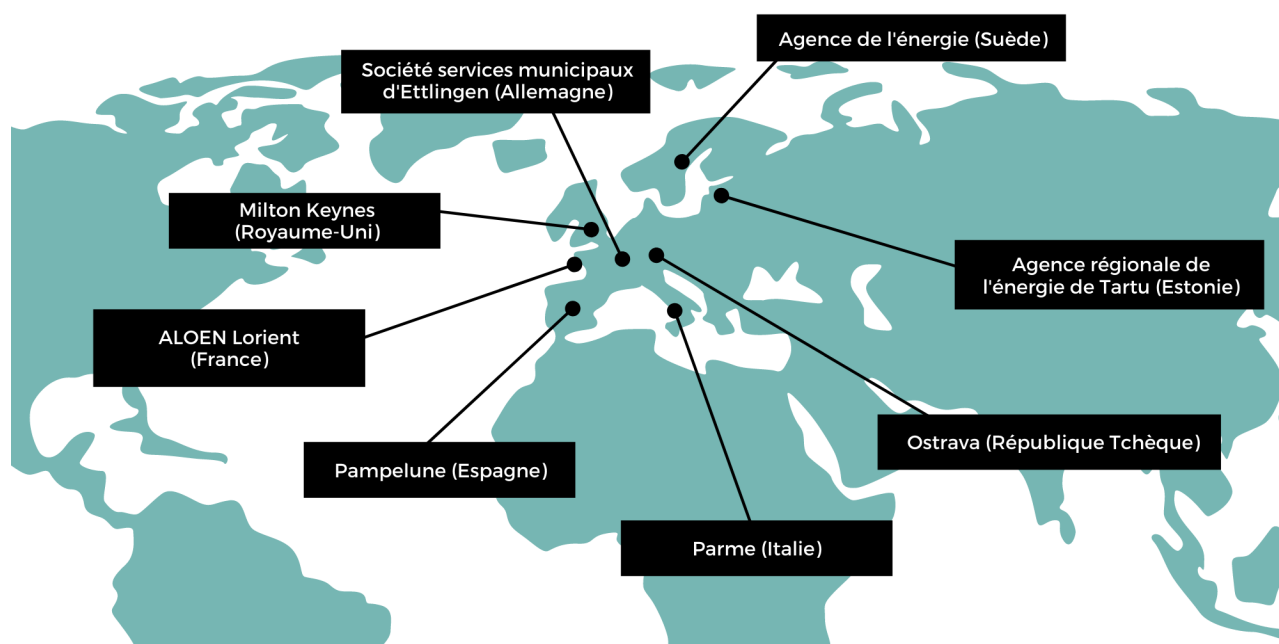 Agence de l'énergie (Suède)
Société services municipaux
d'Ettlingen (Allemagne)
Milton Keynes
(Royaume-Uni)
Agence régionale de
l'énergie de Tartu (Estonie)
ALOEN Lorient
(France)
Ostrava (République Tchèque)
Pampelune (Espagne)
Parme (Italie)